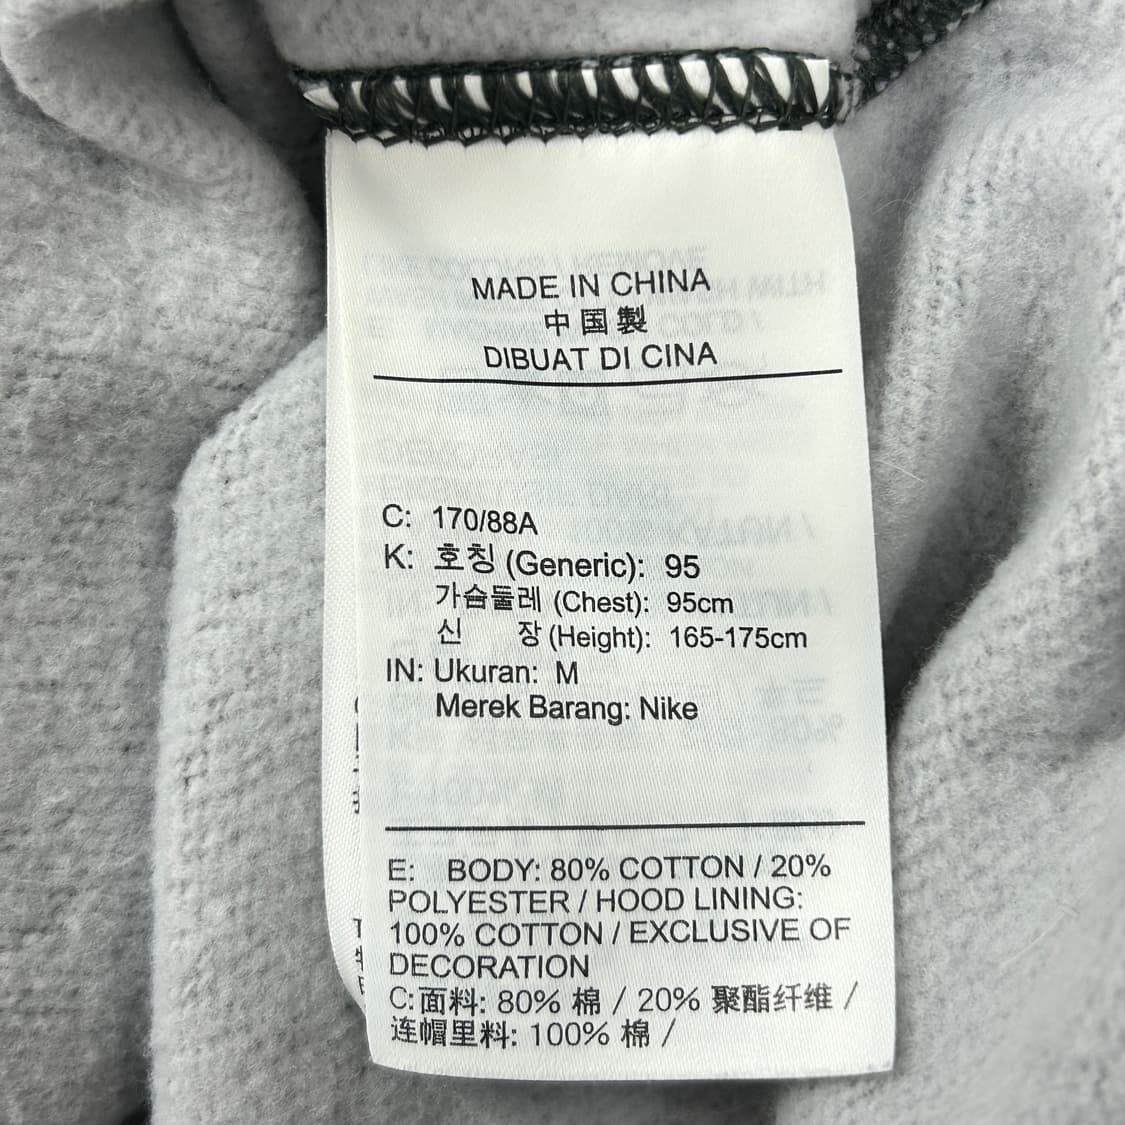 MADE IN CHINA
中国製
DIBUAT DI CINA
C: 170/88A
K: 호칭 (Generic): 95
가슴둘레 (Chest): 95cm
신 장 (Height): 165-175cm
IN: Ukuran: M
Merek Barang: Nike
E: BODY: 80% COTTON / 20%
POLYESTER / HOOD LINING:
100% COTTON / EXCLUSIVE OF
DECORATION
C: 面料: 80% 棉 / 20% 聚酯纤维 /
连帽里料: 100% 棉 /